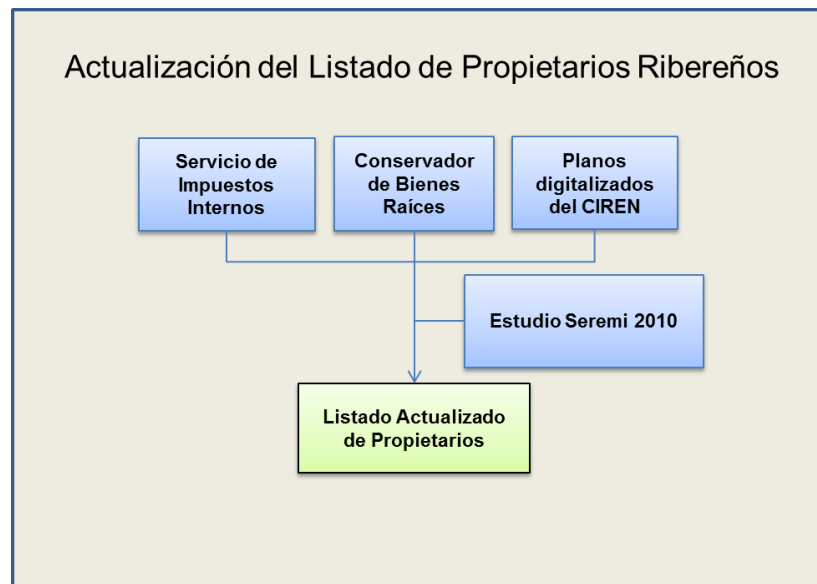 Actualización del Listado de Propietarios Ribereños
Servicio de
Impuestos
Internos
Conservador
de Bienes
Raíces
Planos
digitalizados
del CIREN
Estudio Seremi 2010
Listado Actualizado
de Propietarios